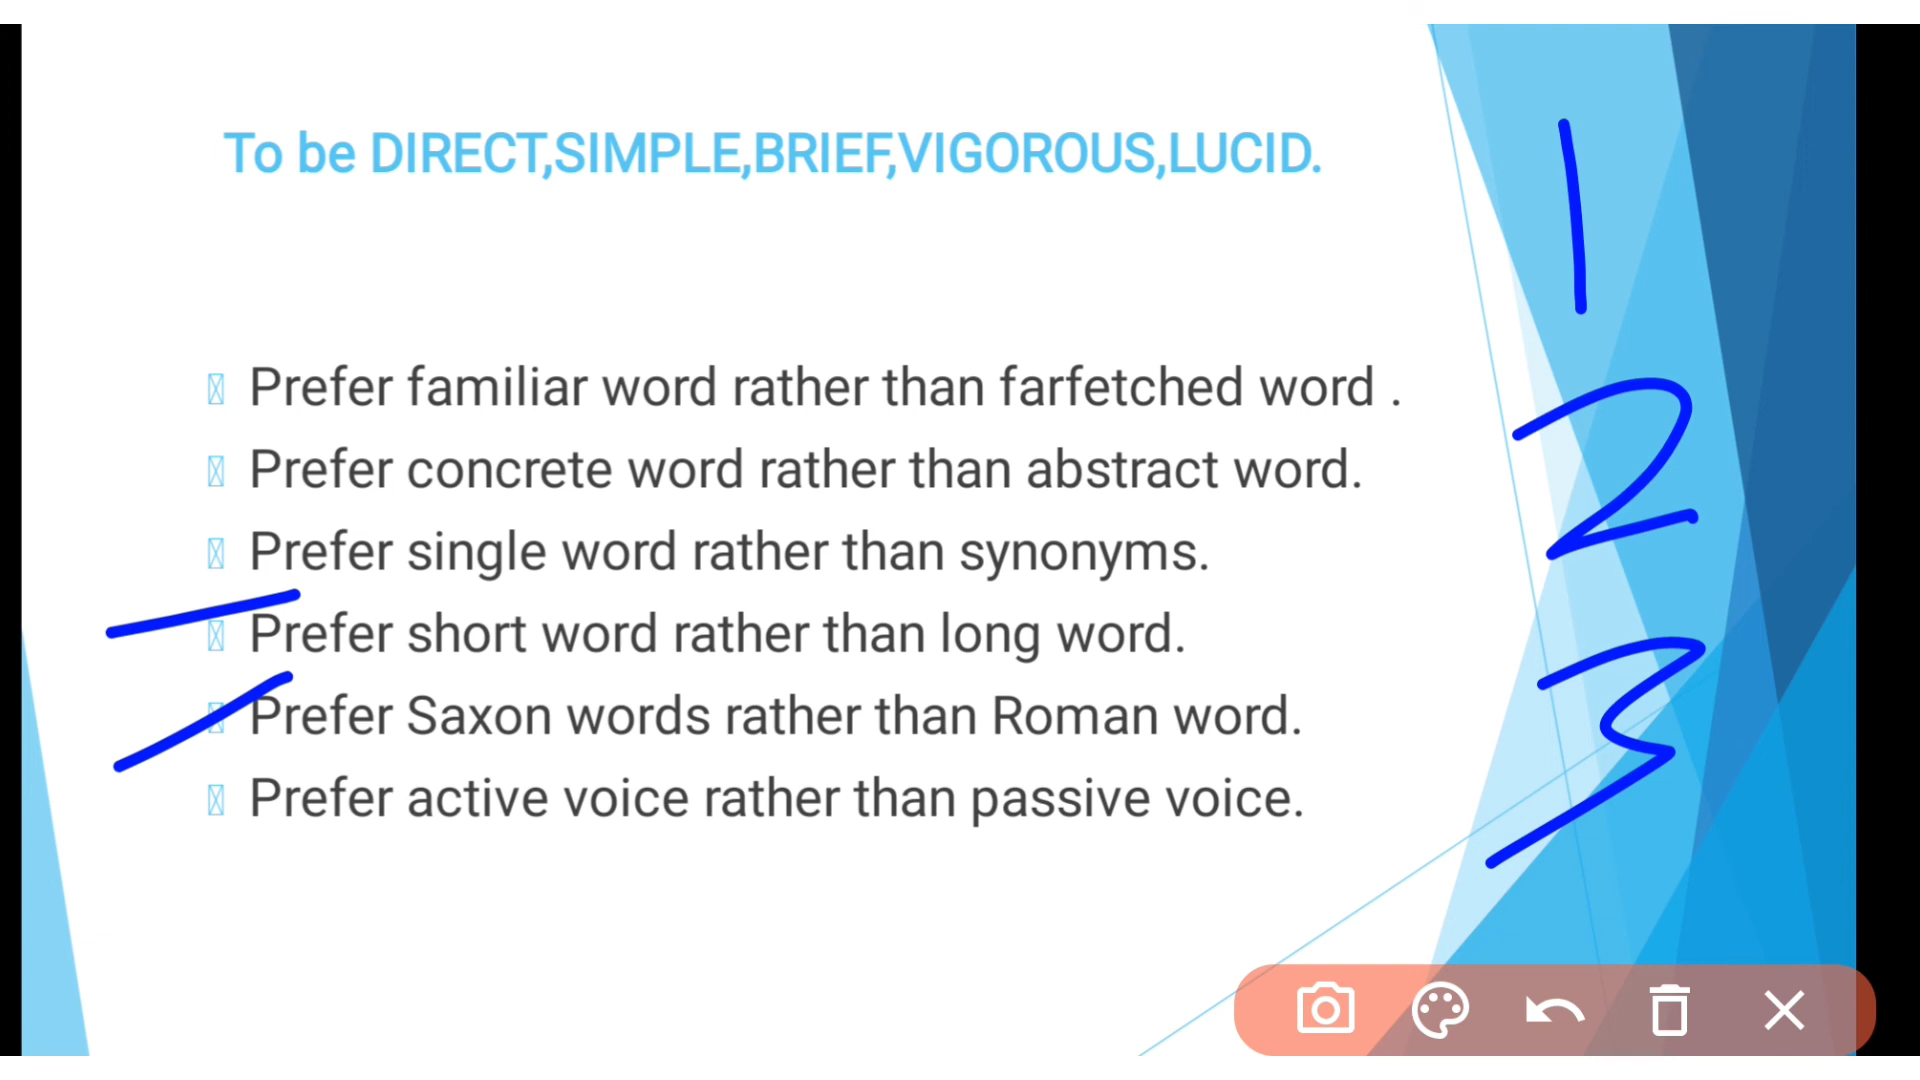 To be DIRECT,SIMPLE,BRIEF,VIGOROUS,LUCID.
Prefer familiar word rather than farfetched word .
Prefer concrete word rather than abstract word.
Prefer single word rather than synonyms.
Prefer short word rather than long word.
Prefer Saxon words rather than Roman word.
Prefer active voice rather than passive voice.
1
2
3